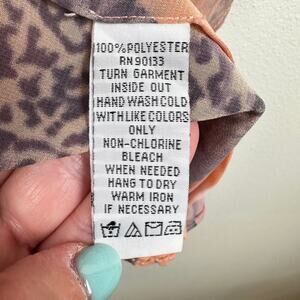 100% POLYESTER
RN 90133
TURN GARMENT
INSIDE OUT
HAND WASH COLD
WITH LIKE COLORS
ONLY
NON-CHLORINE
BLEACH
WHEN NEEDED
HANG TO DRY
WARM IRON
IF NECESSARY